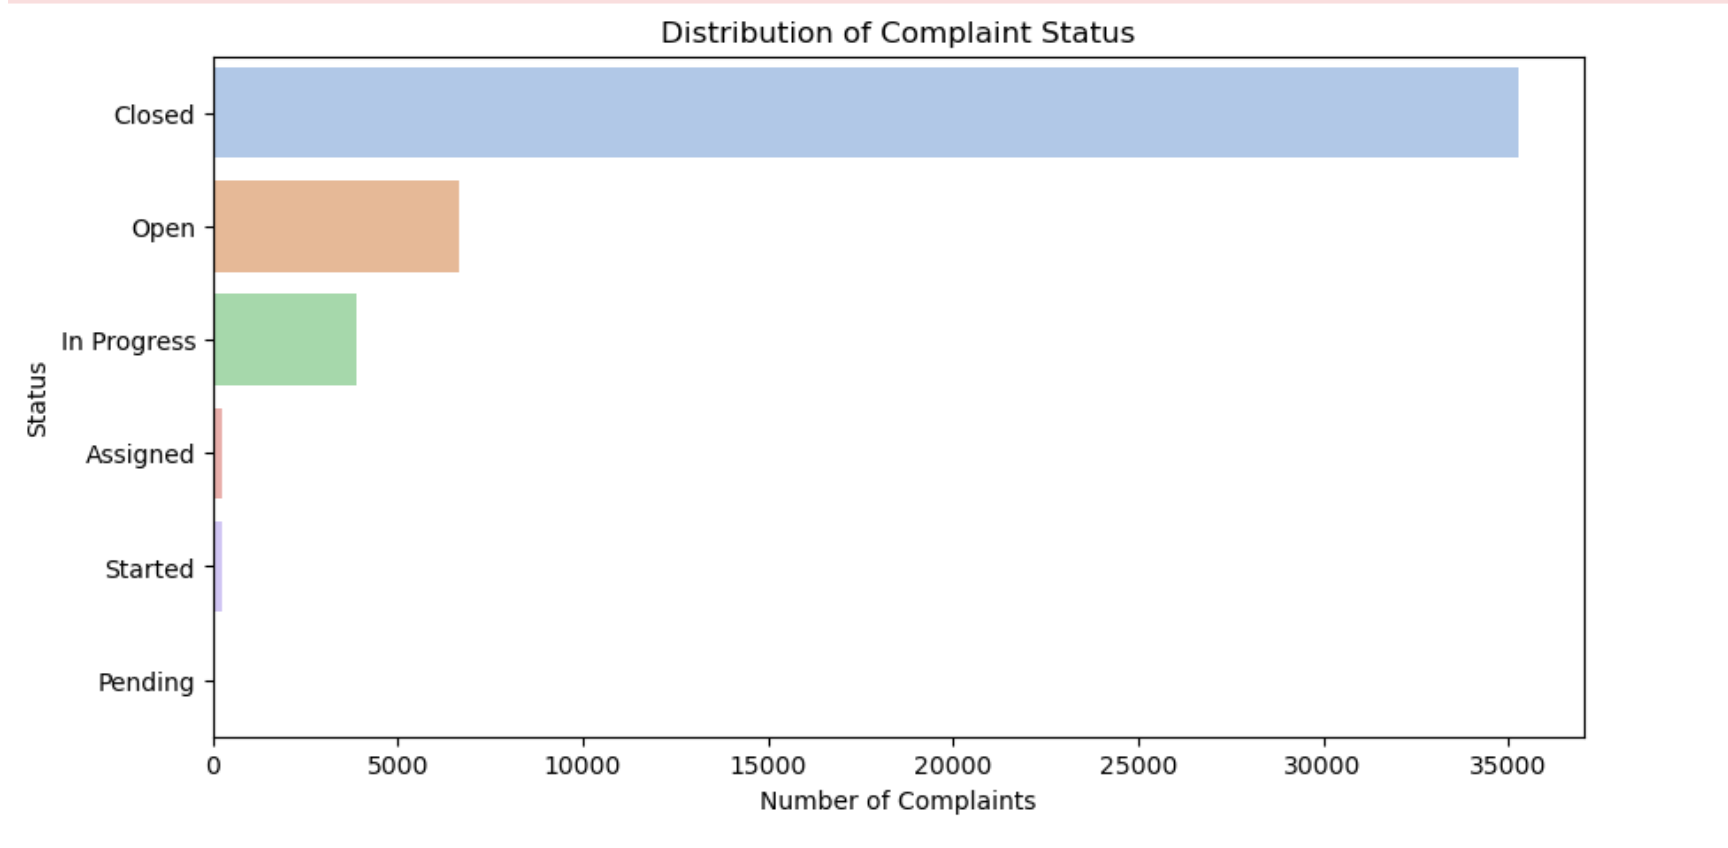 Distribution of Complaint Status
Closed
Open
In Progress
Assigned
Started
Pending
Status
0 5000 10000 15000 20000 25000 30000 35000
Number of Complaints